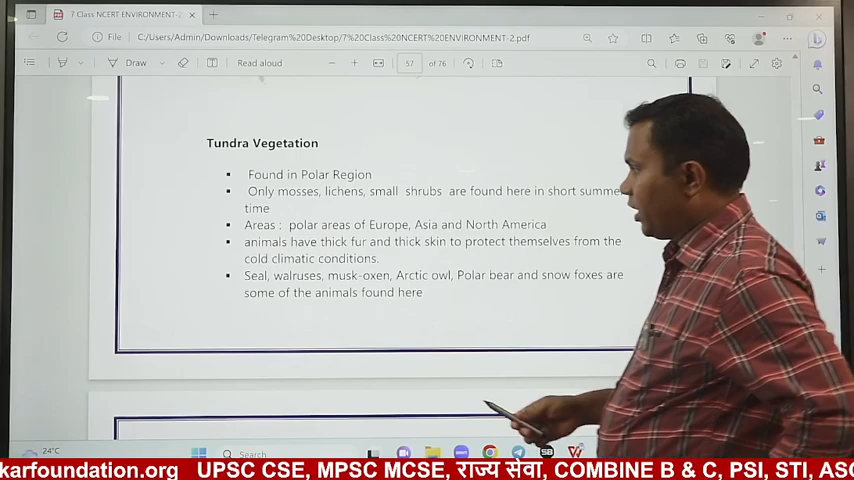 7 Class NCERT ENVIRONMENT-2
File C:/Users/Admin/Downloads/Telegram%20Desktop/7%20Class%20NCERT%20ENVIRONMENT-2.pdf
Draw Read aloud 57 of 76
Tundra Vegetation
Found in Polar Region
Only mosses, lichens, small shrubs are found here in short summe
time
Areas : polar areas of Europe, Asia and North America
animals have thick fur and thick skin to protect themselves from the
cold climatic conditions.
Seal, walruses, musk-oxen, Arctic owl, Polar bear and snow foxes are
some of the animals found here
24°C
Search
SB
karfoundation.org UPSC CSE, MPSC MCSE, राज्य सेवा, COMBINE B & C, PSI, STI, ASO